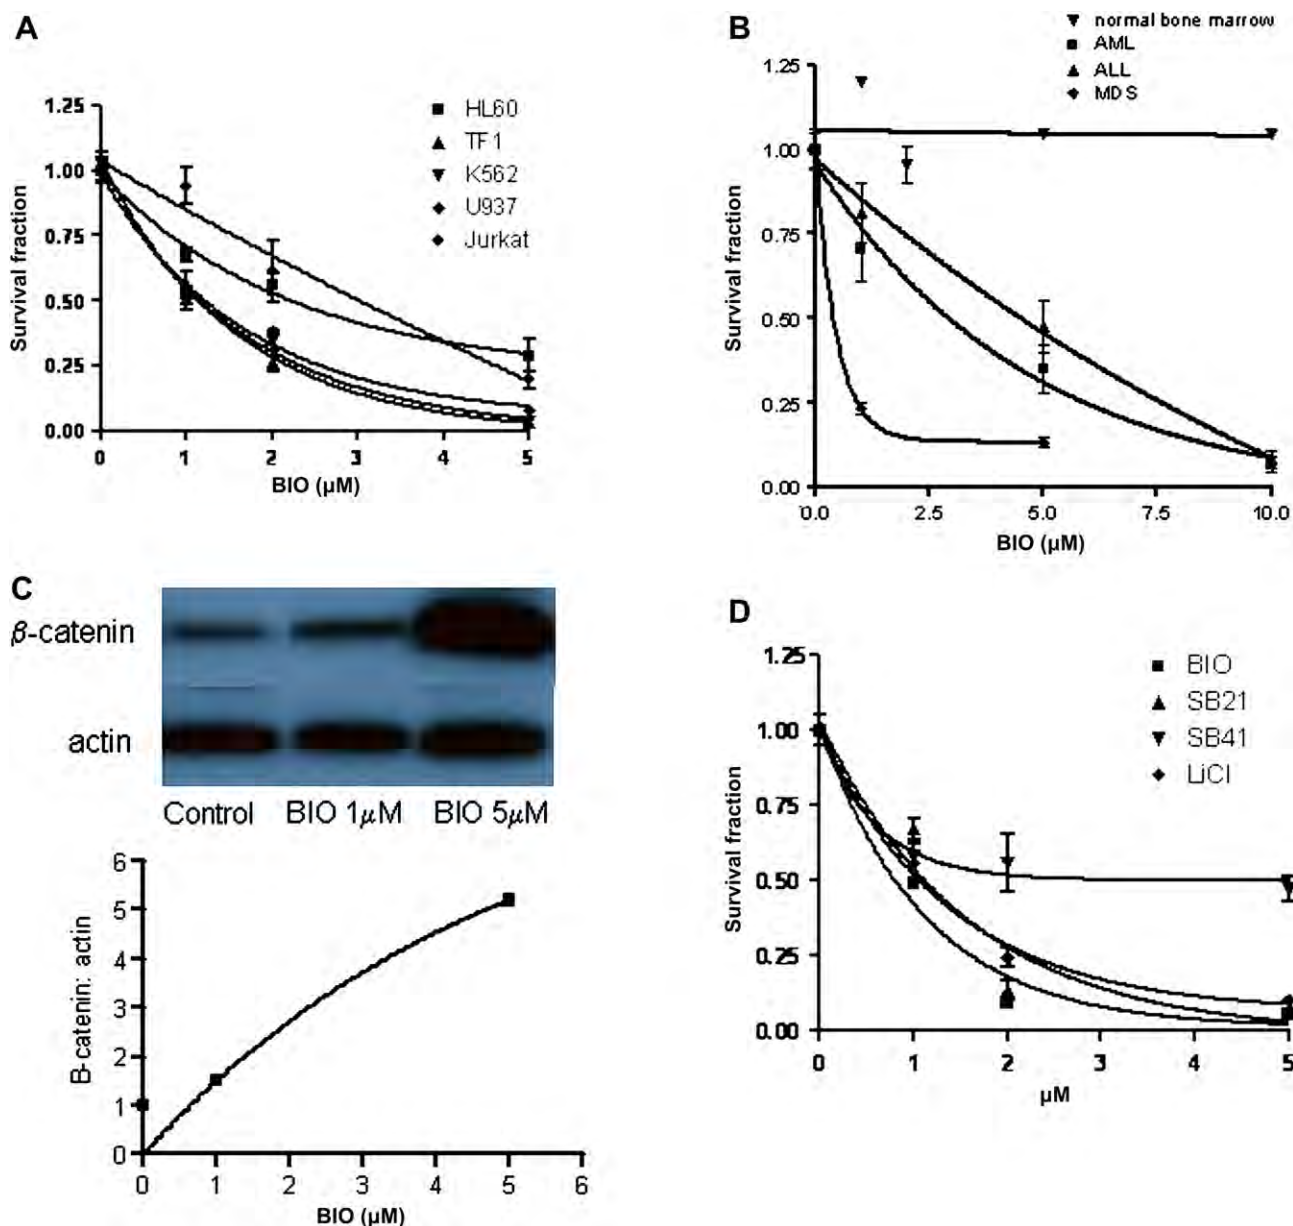 A
1.25
1.00
0.75
0.50
0.25
0.00
Survival fraction
0 1 2 3 4 5
BIO (µM)
HL60
TF1
K562
U937
Jurkat
B
normal bone marrow
AML
ALL
MDS
1.25
1.00
0.75
0.50
0.25
0.00
Survival fraction
0.0 2.5 5.0 7.5 10.0
BIO (µM)
C
β-catenin
actin
Control BIO 1µM BIO 5µM
6
5
4
3
2
1
0
B-catenin: actin
0 1 2 3 4 5 6
BIO (µM)
D
1.25
1.00
0.75
0.50
0.25
0.00
Survival fraction
0 1 2 3 4 5
µM
BIO
SB21
SB41
LiCl